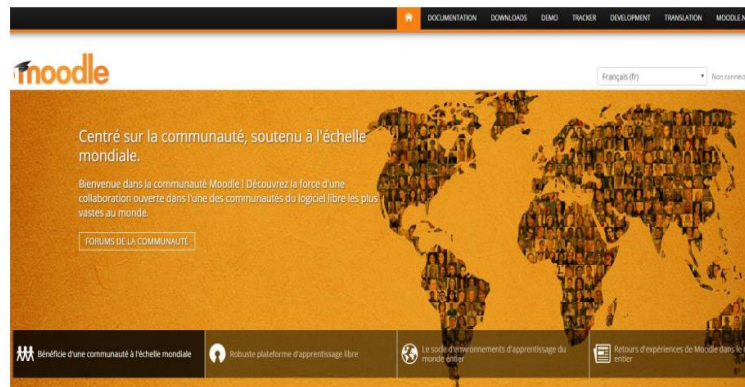 DOCUMENTATION DOWNLOADS DEMO TRACKER DEVELOPMENT TRANSLATION MOODLE.N
moodle
Français (fr)
Non connect
Centré sur la communauté, soutenu à l'échelle
mondiale.
Bienvenue dans la communauté Moodle ! Découvrez la force d'une
collaboration ouverte dans l'une des communautés du logiciel libre les plus
vastes au monde.
FORUMS DE LA COMMUNAUTÉ
Bénéficie d'une communauté à l'échelle mondiale
Robuste plateforme d'apprentissage libre
Le socle d'environnements d'apprentissage du
monde entier
Retours d'expériences de Moodle dans le
entier